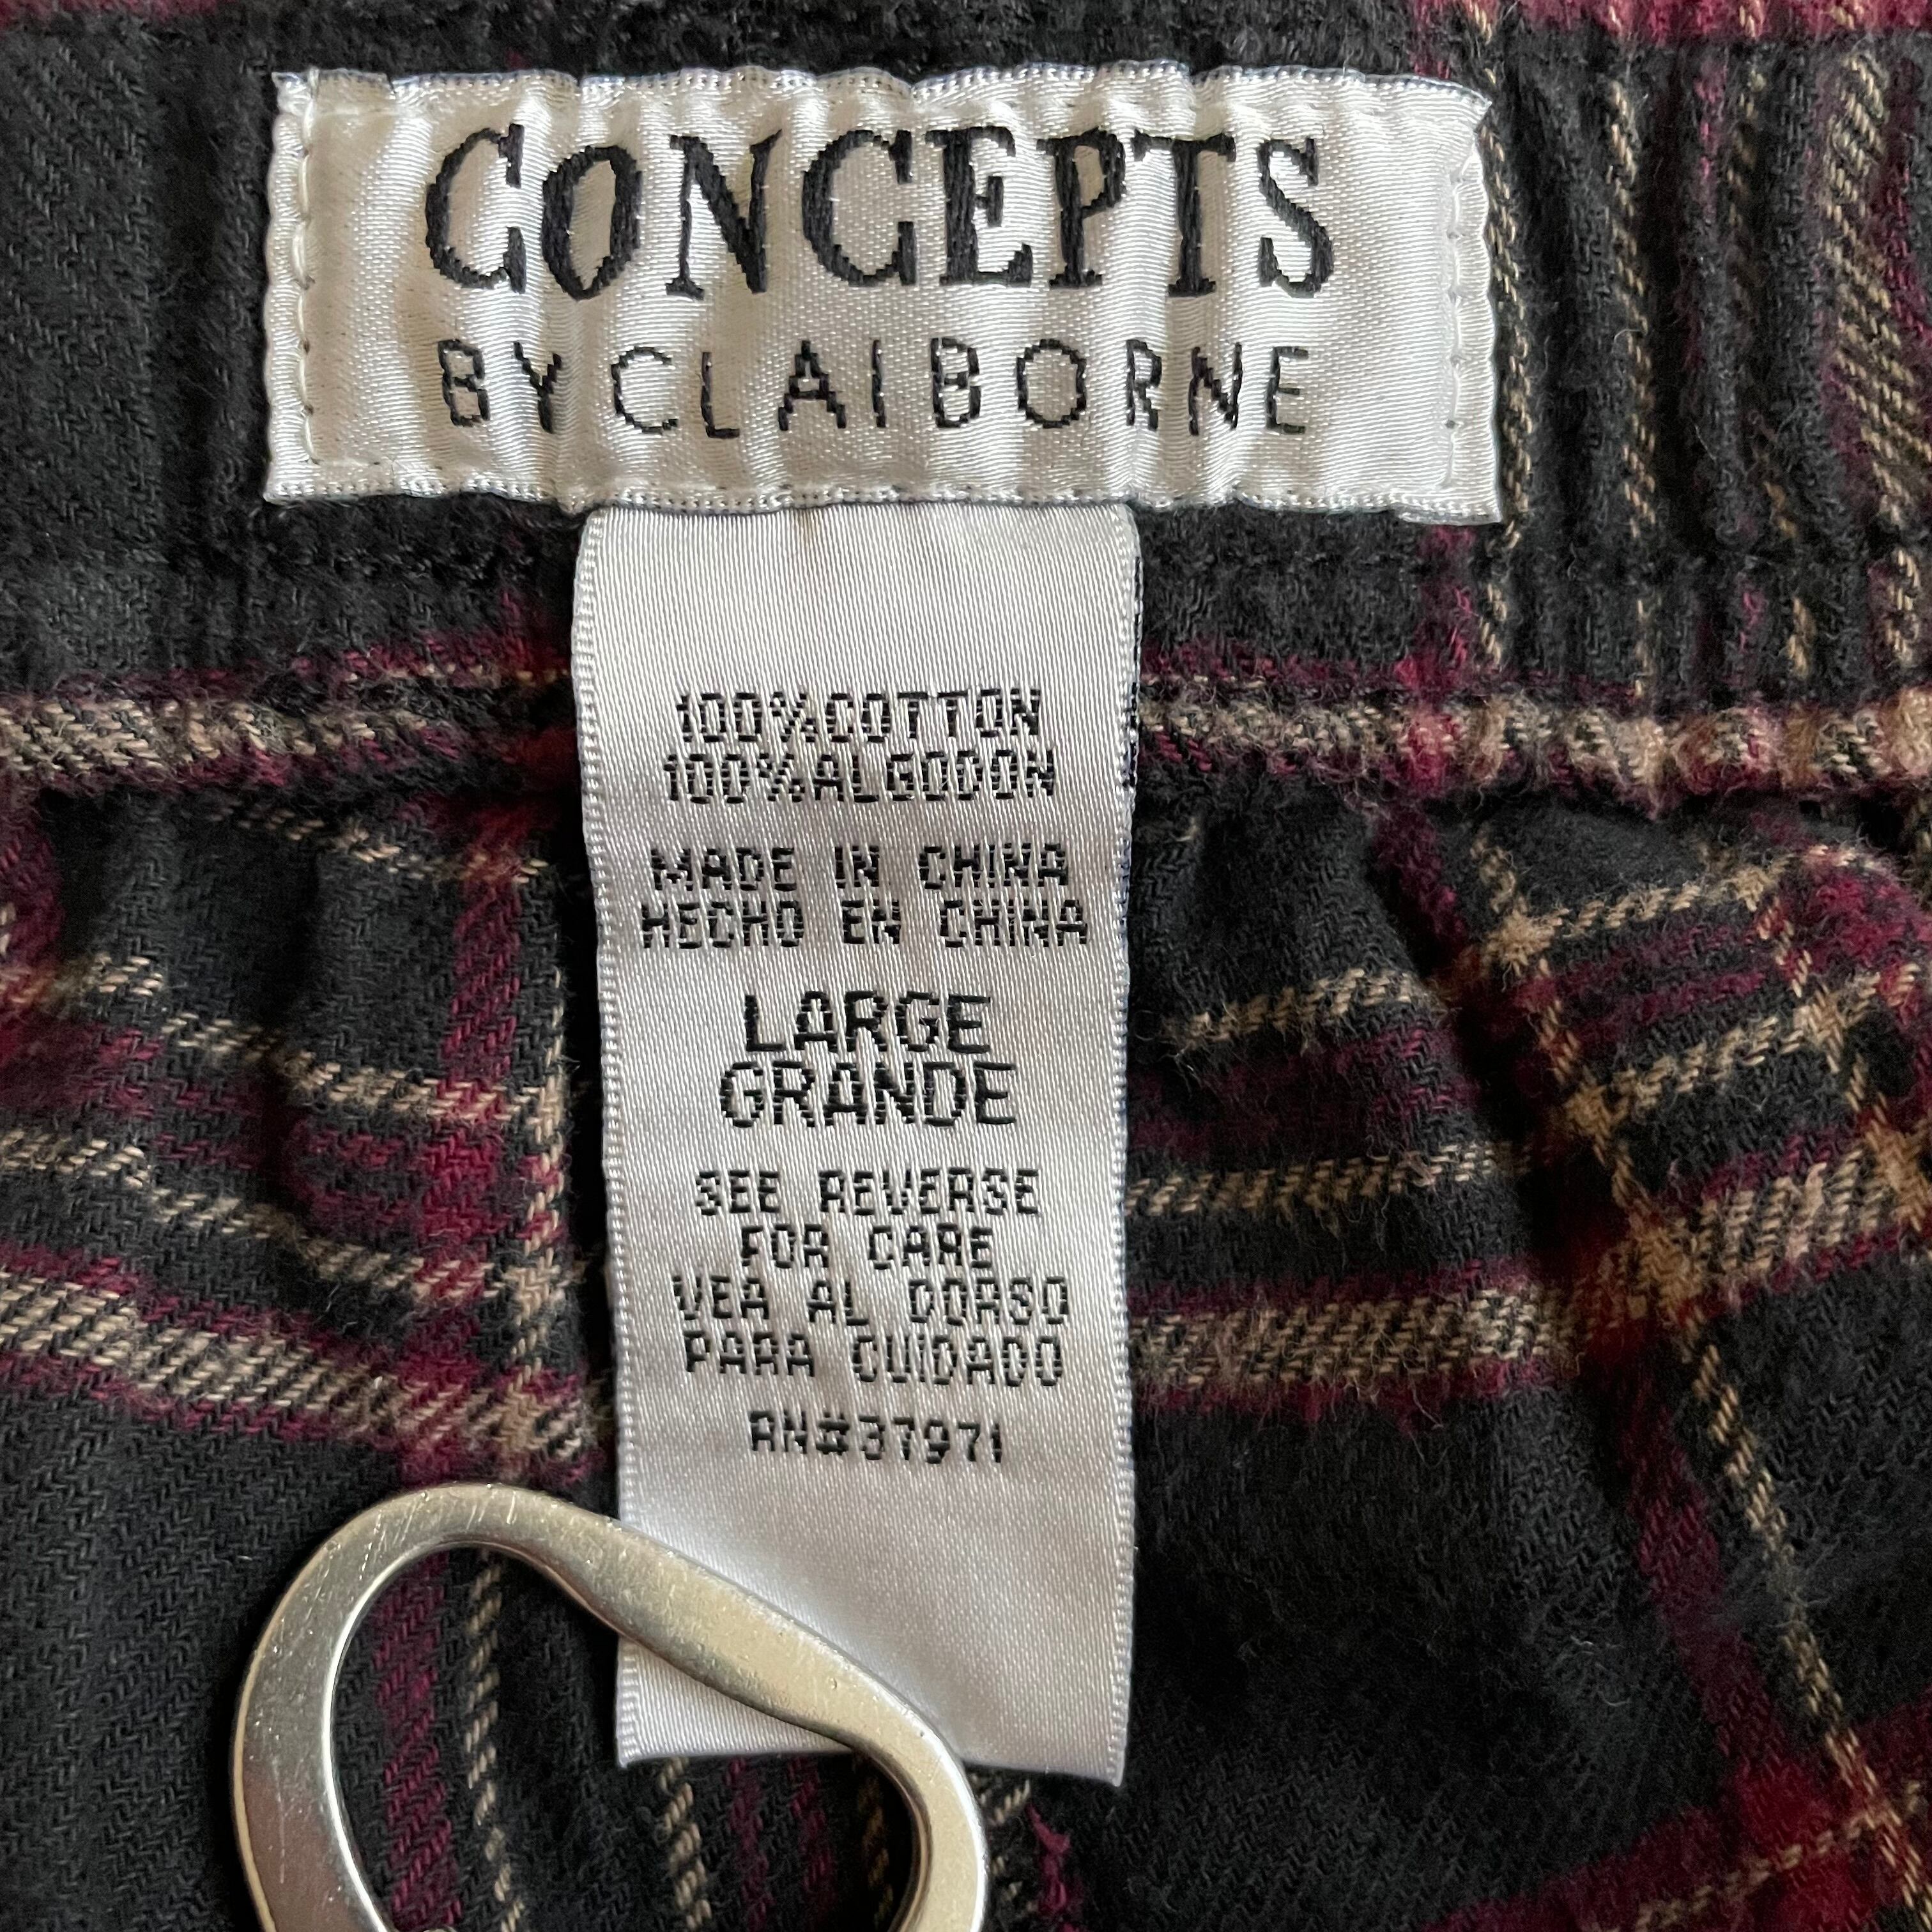 CONCEPTS
BY CLAIBORNE
100% COTTON
100% ALGODON
MADE IN CHINA
HECHO EN CHINA
LARGE
GRANDE
SEE REVERSE
FOR CARE
VEA AL DORSO
PARA CUIDADO
RN#37971